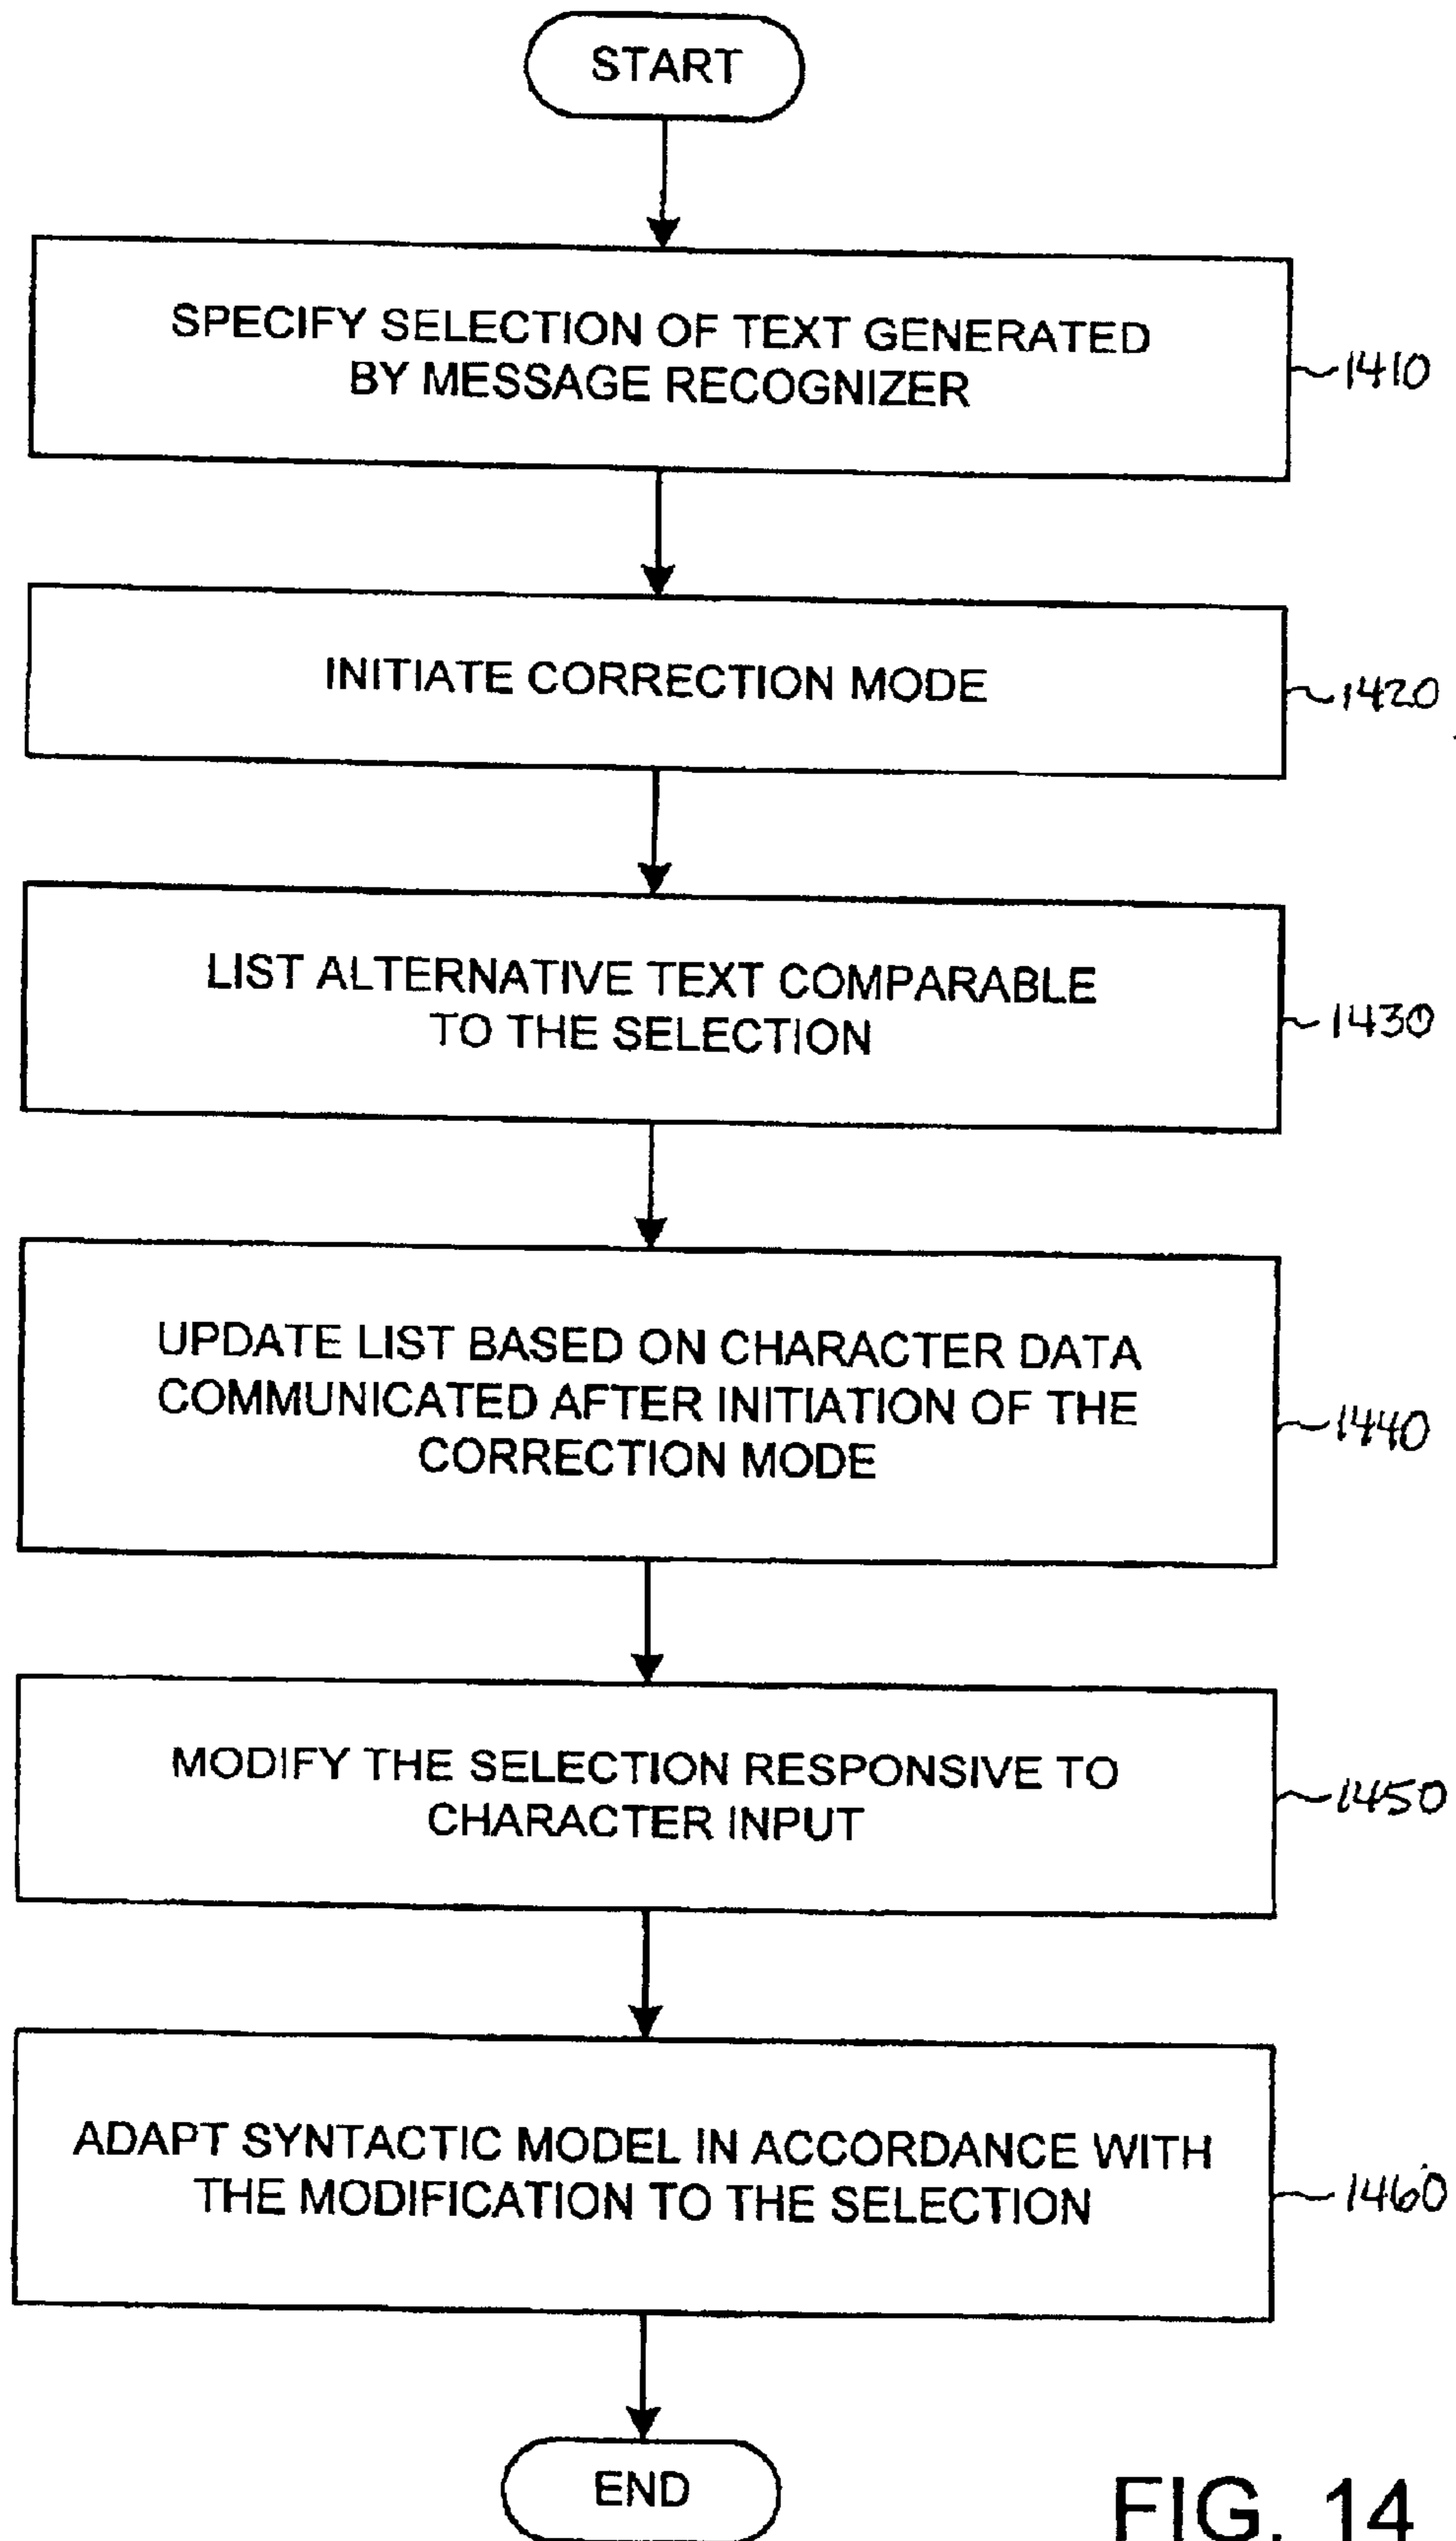 START
SPECIFY SELECTION OF TEXT GENERATED
BY MESSAGE RECOGNIZER
1410
INITIATE CORRECTION MODE
1420
LIST ALTERNATIVE TEXT COMPARABLE
TO THE SELECTION
1430
UPDATE LIST BASED ON CHARACTER DATA
COMMUNICATED AFTER INITIATION OF THE
CORRECTION MODE
1440
MODIFY THE SELECTION RESPONSIVE TO
CHARACTER INPUT
1450
ADAPT SYNTACTIC MODEL IN ACCORDANCE WITH
THE MODIFICATION TO THE SELECTION
1460
END
FIG. 14